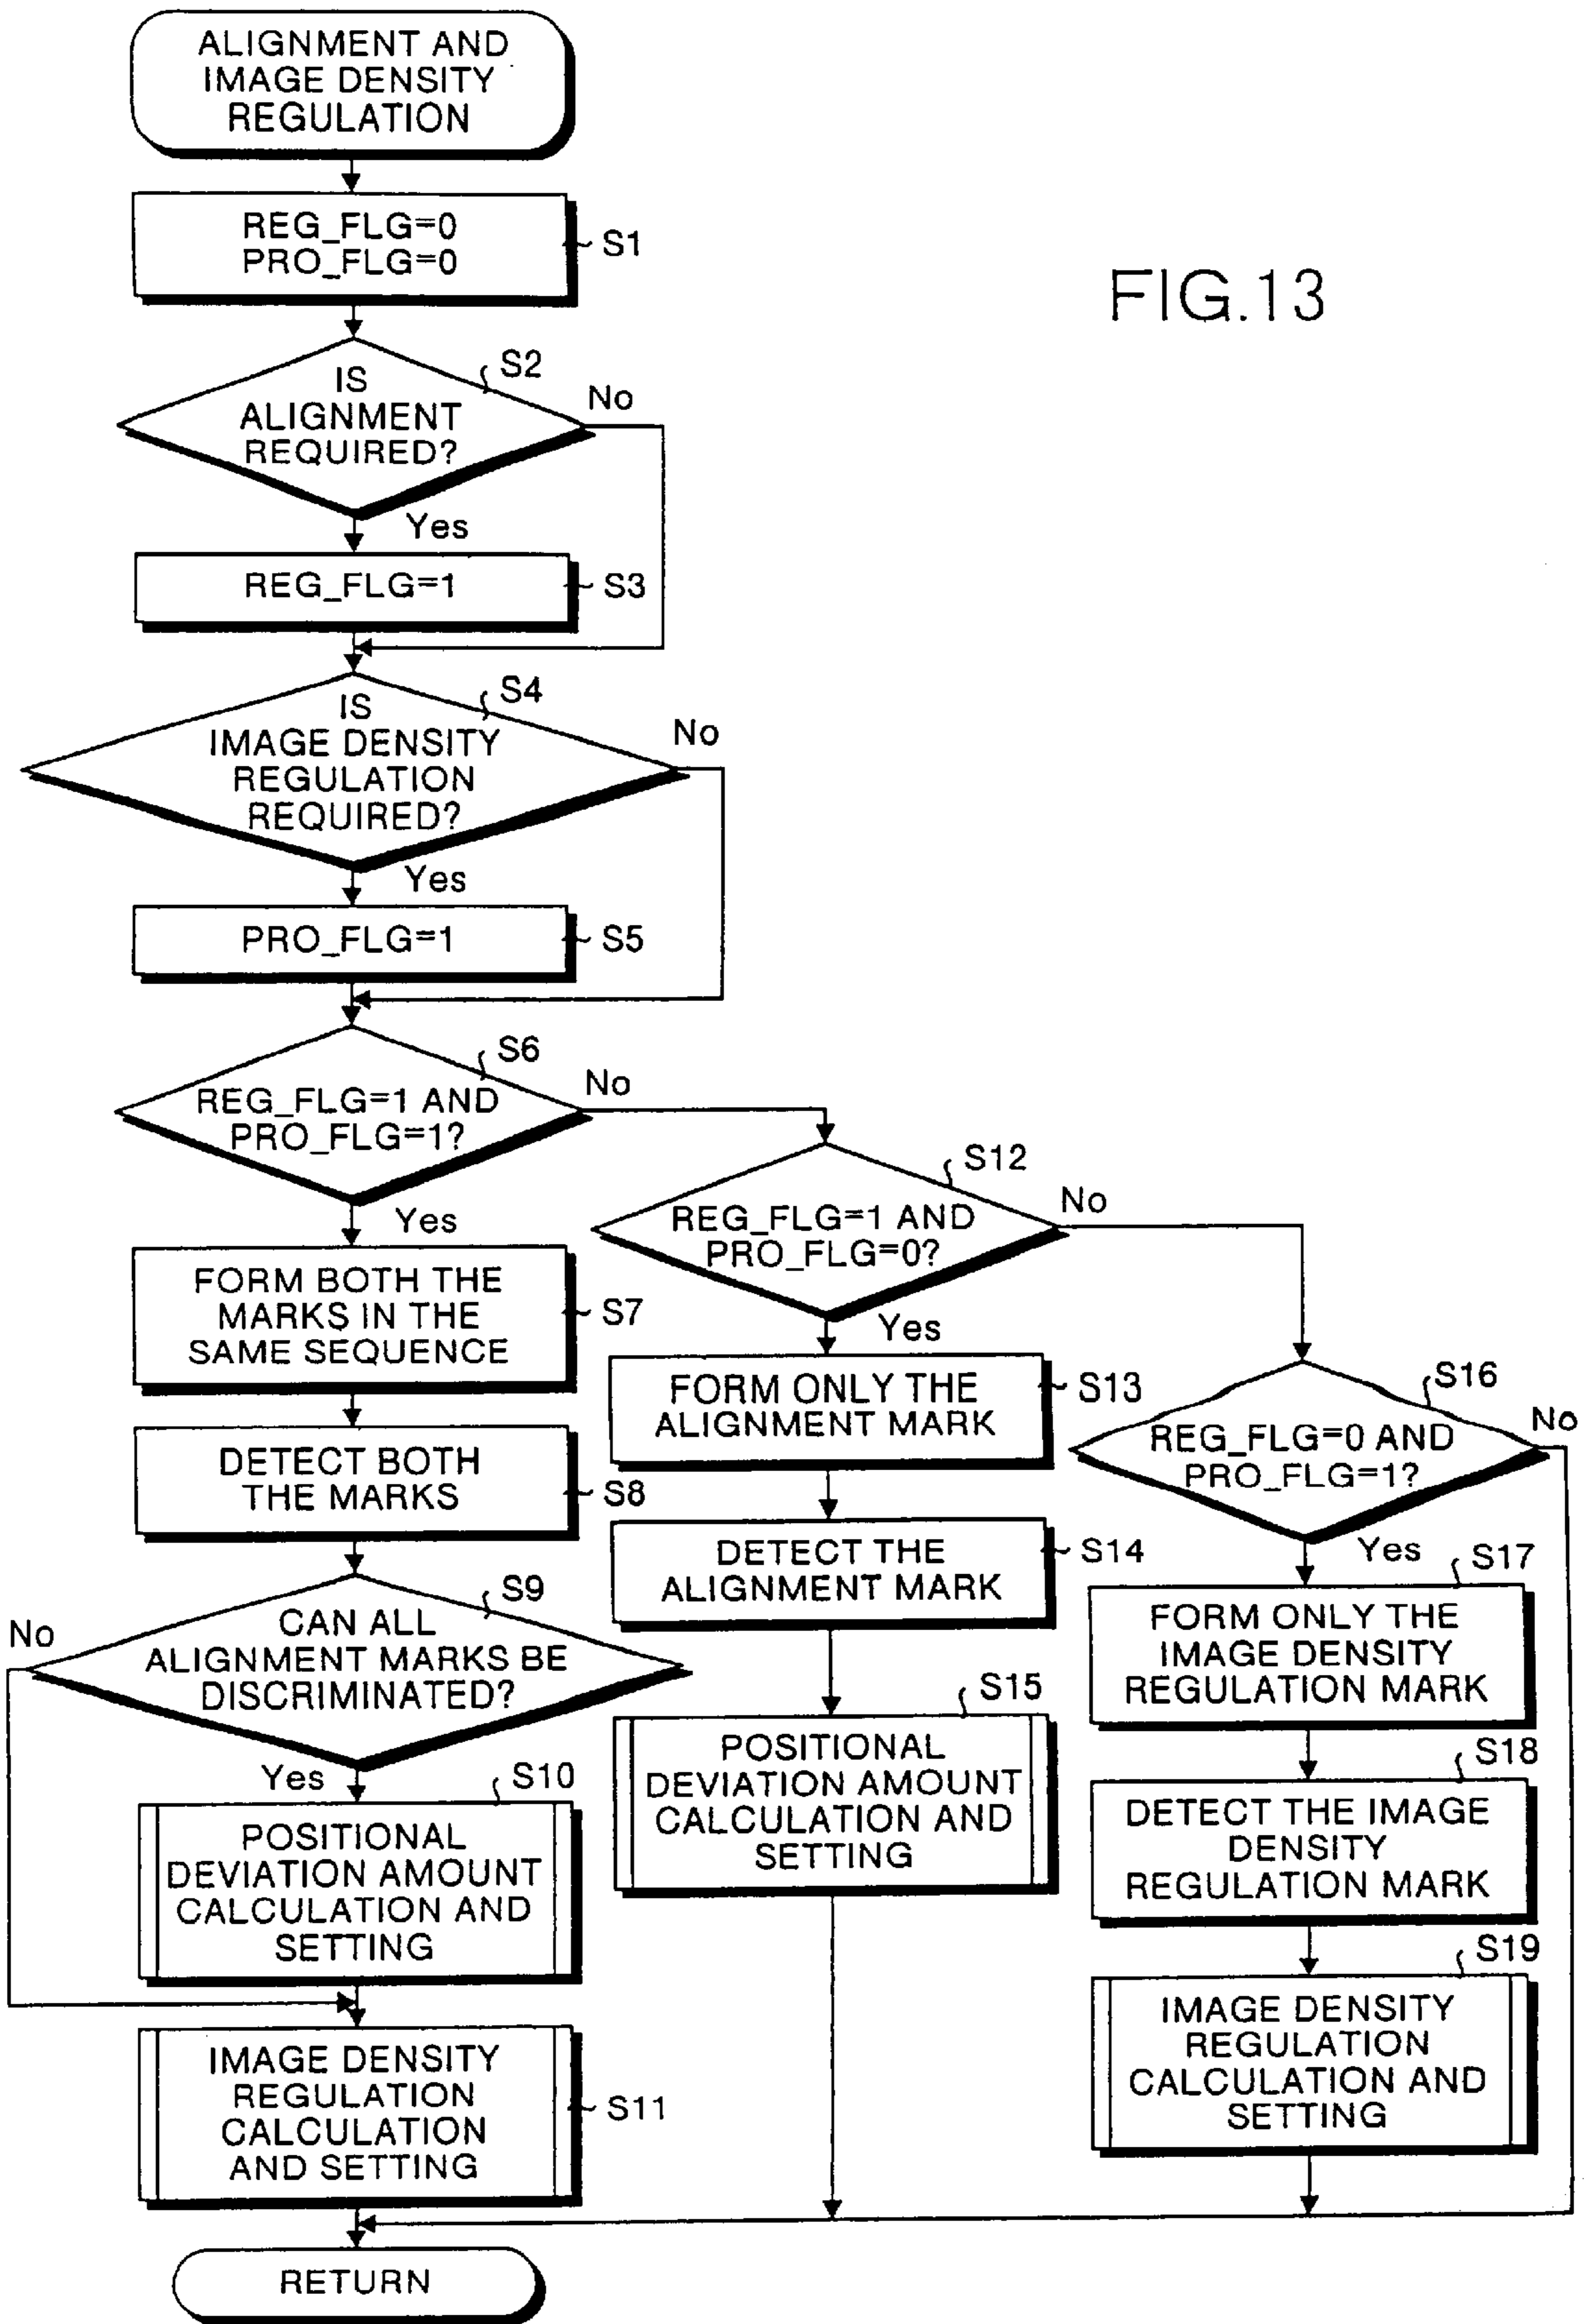 ALIGNMENT AND
IMAGE DENSITY
REGULATION
REG_FLG=0
PRO_FLG=0
S1
FIG.13
S2
IS
ALIGNMENT
REQUIRED?
No
Yes
REG_FLG=1
S3
S4
IS
IMAGE DENSITY
REGULATION
REQUIRED?
No
Yes
PRO_FLG=1
S5
S6
REG_FLG=1 AND
PRO_FLG=1?
No
Yes
FORM BOTH THE
MARKS IN THE
SAME SEQUENCE
S7
DETECT BOTH
THE MARKS
S8
S9
CAN ALL
ALIGNMENT MARKS BE
DISCRIMINATED?
No
Yes
S10
POSITIONAL
DEVIATION AMOUNT
CALCULATION AND
SETTING
IMAGE DENSITY
REGULATION
CALCULATION
AND SETTING
S11
RETURN
S12
REG_FLG=1 AND
PRO_FLG=0?
No
Yes
FORM ONLY THE
ALIGNMENT MARK
S13
DETECT THE
ALIGNMENT MARK
S14
S15
POSITIONAL
DEVIATION AMOUNT
CALCULATION AND
SETTING
S16
REG_FLG=0 AND
PRO_FLG=1?
No
Yes
S17
FORM ONLY THE
IMAGE DENSITY
REGULATION MARK
S18
DETECT THE IMAGE
DENSITY
REGULATION MARK
S19
IMAGE DENSITY
REGULATION
CALCULATION AND
SETTING